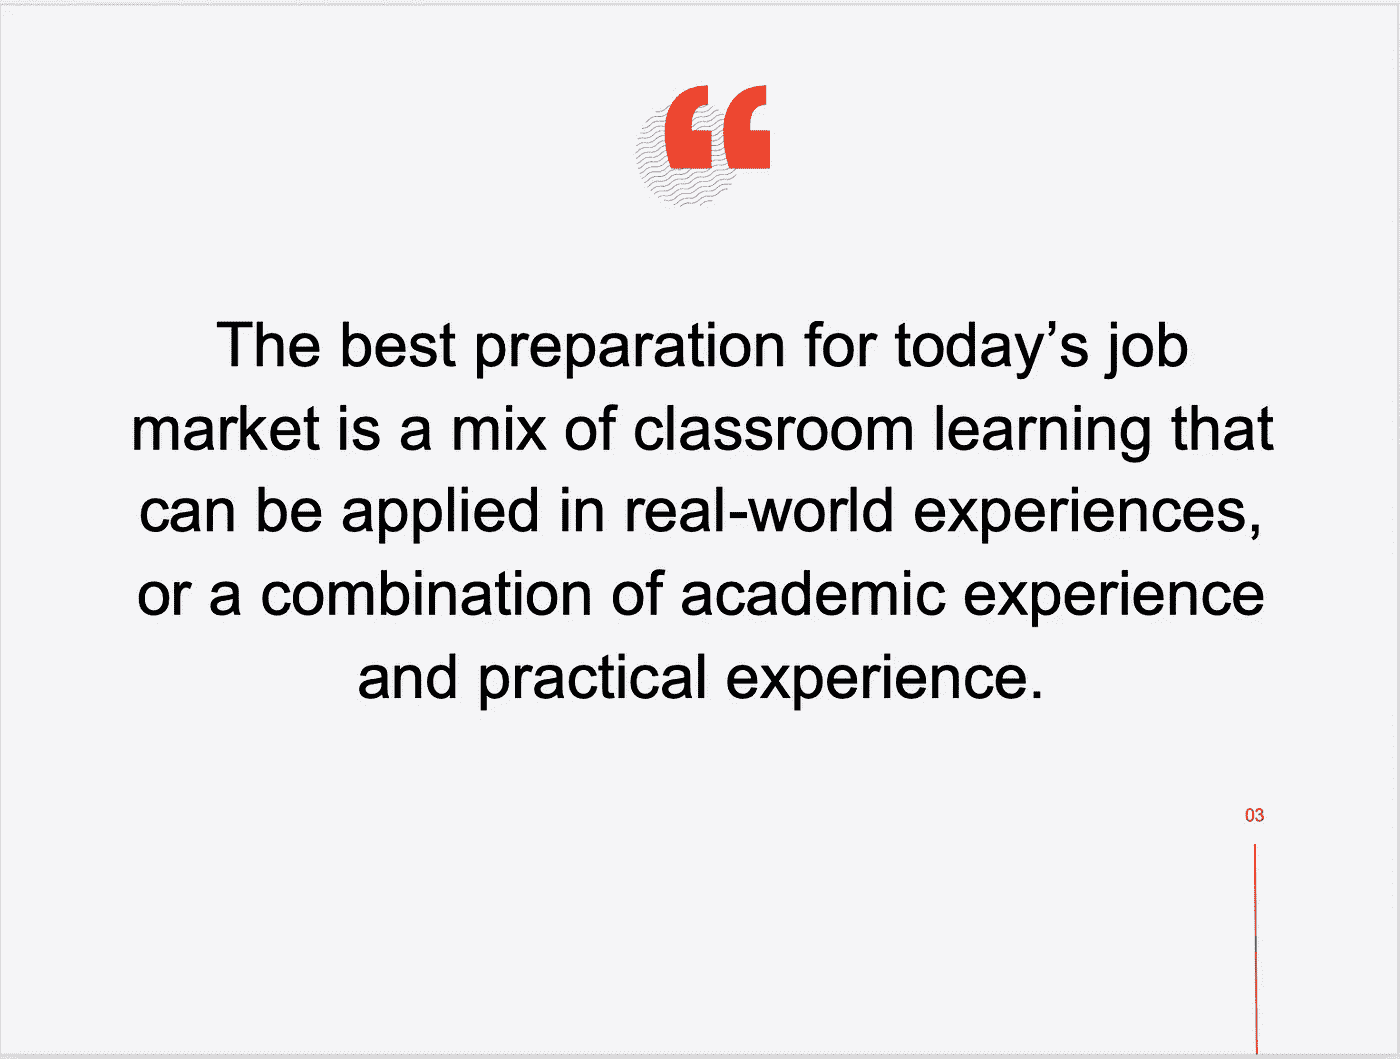 “
The best preparation for today’s job
market is a mix of classroom learning that
can be applied in real-world experiences,
or a combination of academic experience
and practical experience.
03